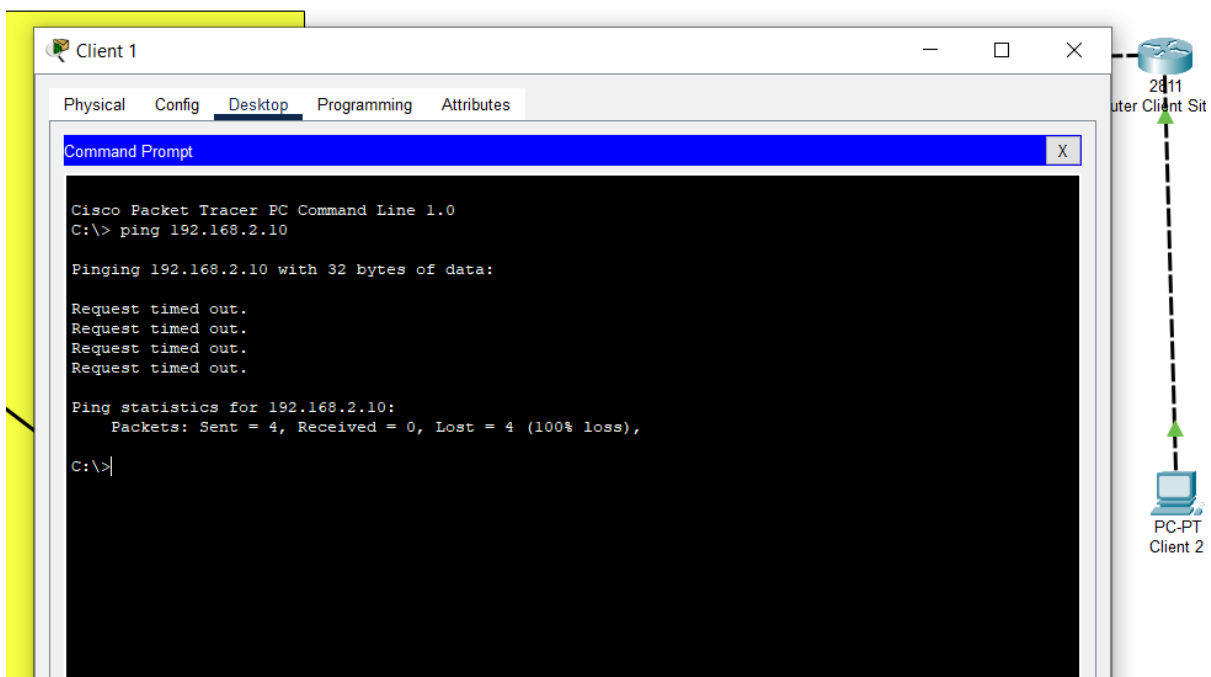 Client 1
Physical Config Desktop Programming Attributes
Command Prompt
X
Cisco Packet Tracer PC Command Line 1.0
C:\> ping 192.168.2.10
Pinging 192.168.2.10 with 32 bytes of data:
Request timed out.
Request timed out.
Request timed out.
Request timed out.
Ping statistics for 192.168.2.10:
Packets: Sent = 4, Received = 0, Lost = 4 (100% loss),
C:\>
2811
uter Client Sit
PC-PT
Client 2